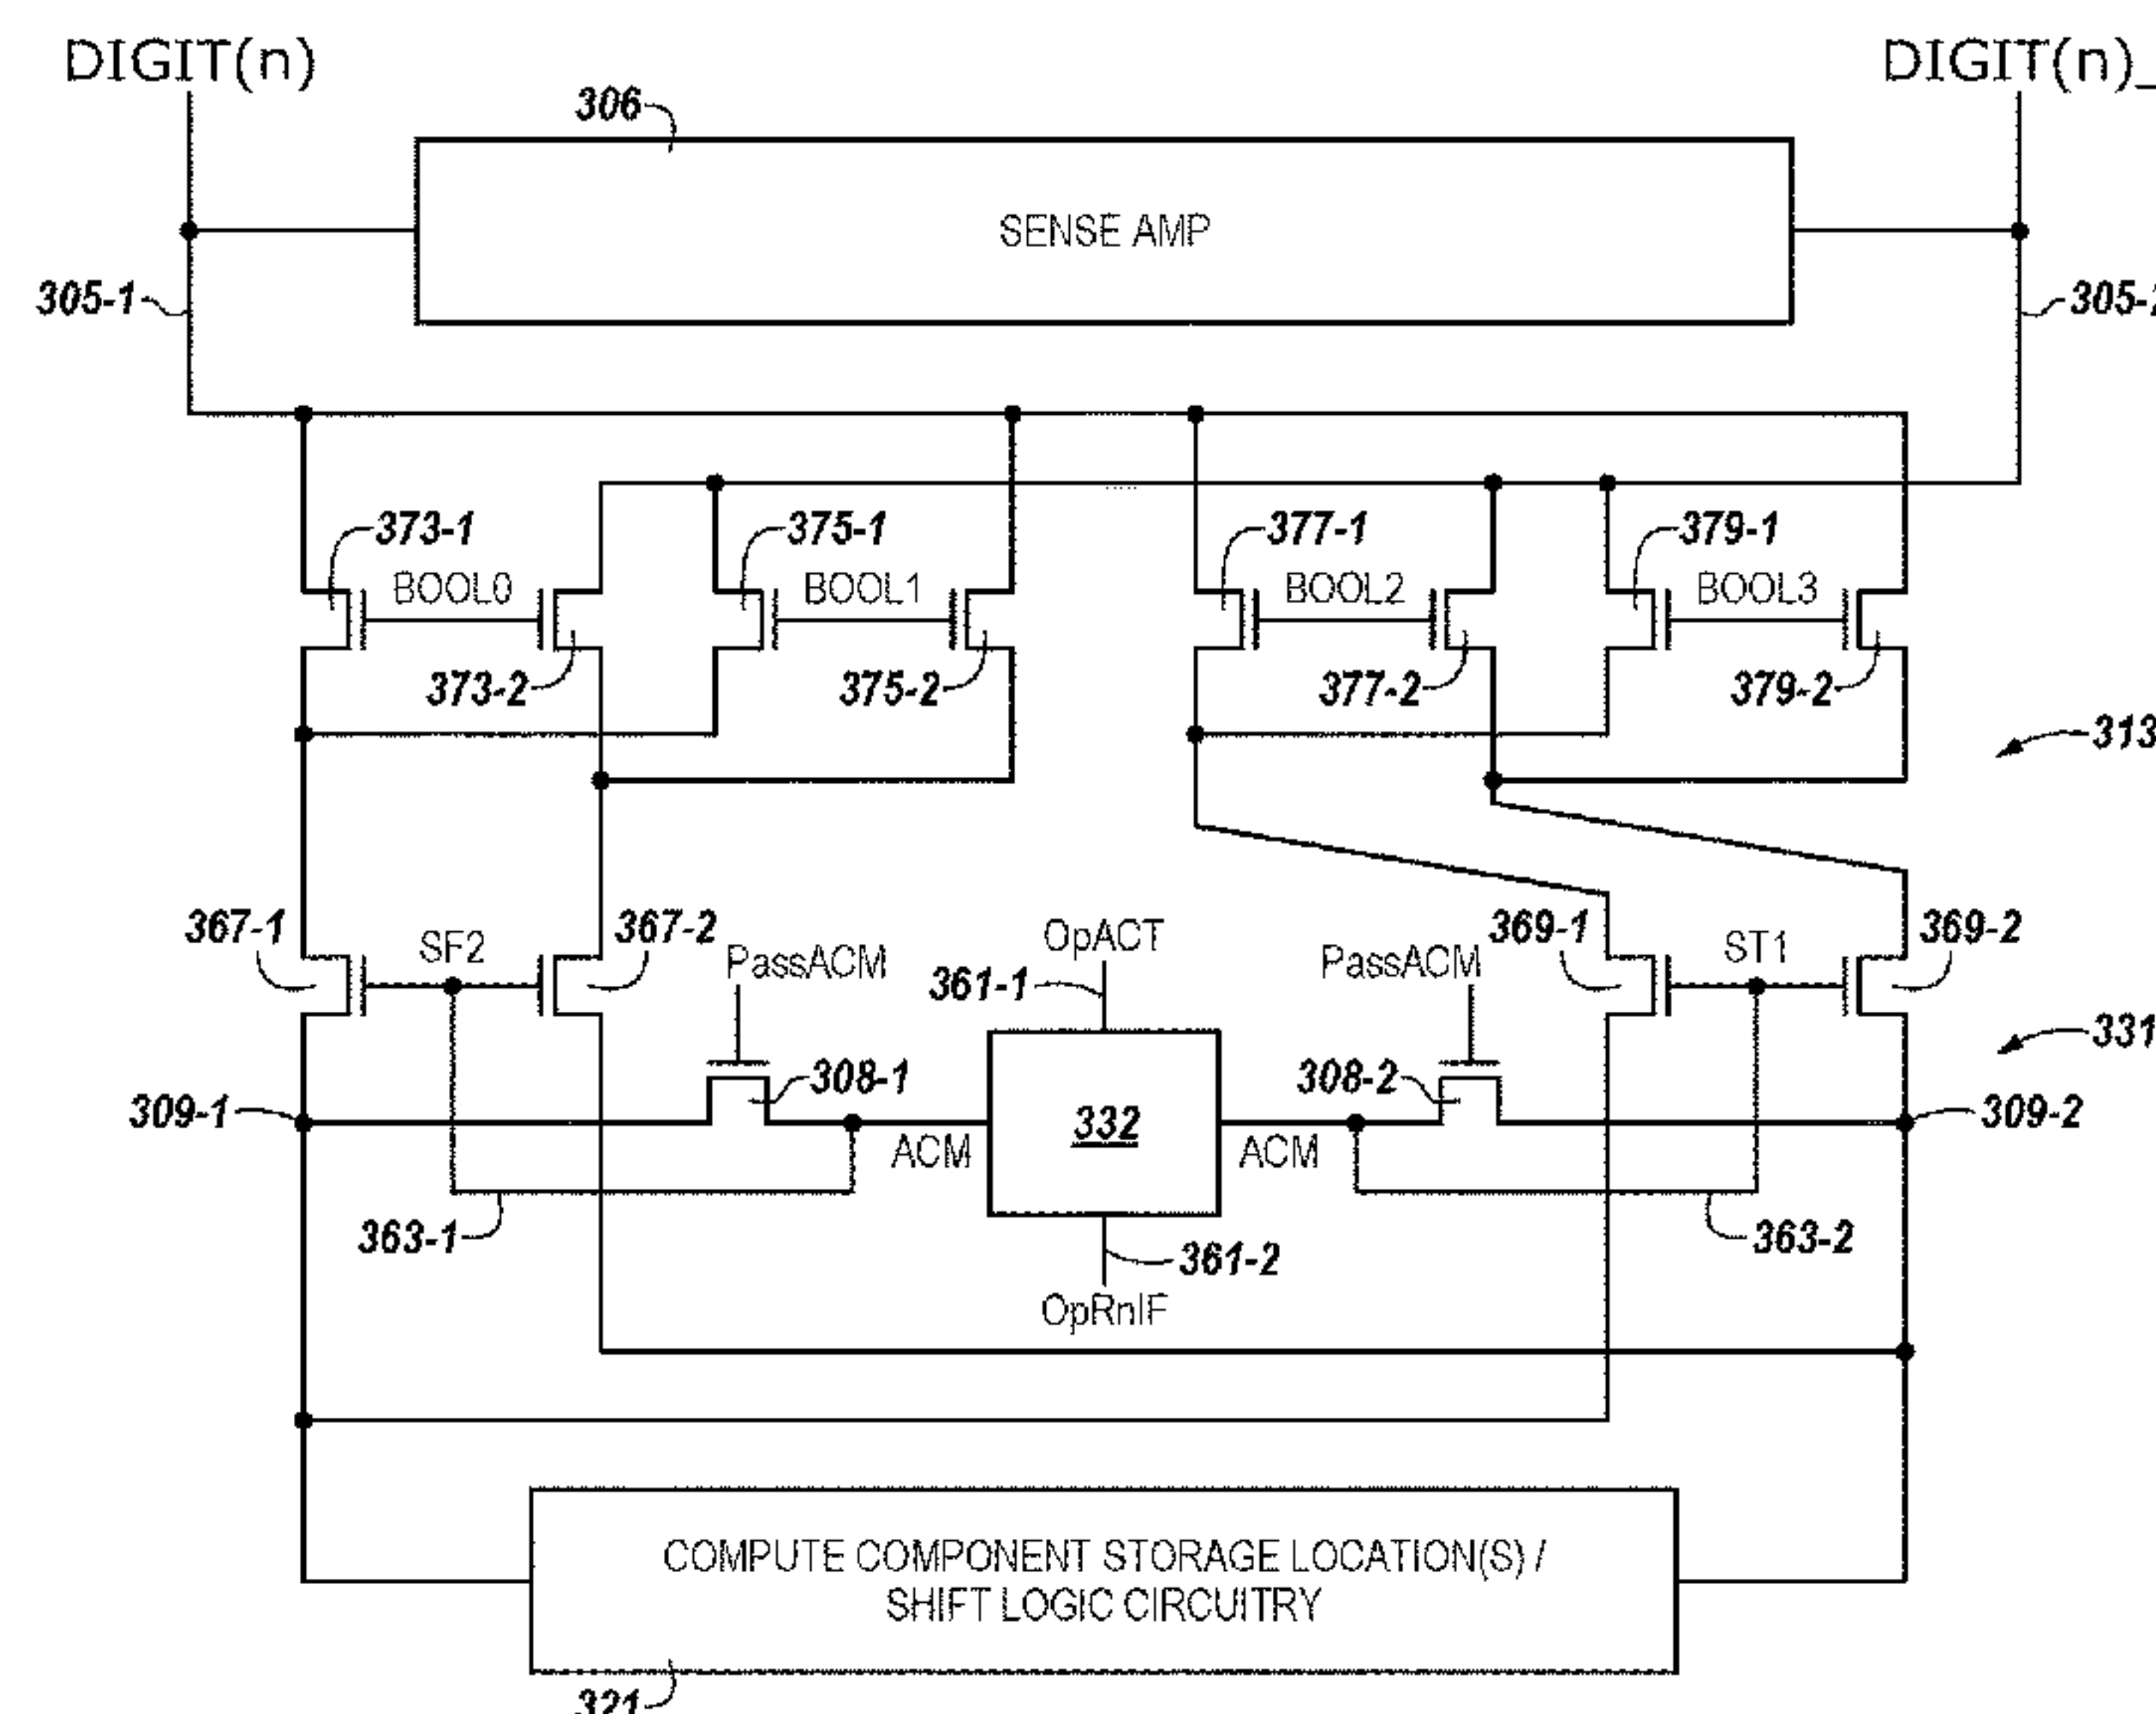 DIGIT(n)
DIGIT(n)_
306
SENSE AMP
305-1
305-
373-1
375-1
377-1
379-1
BOOL0
BOOL1
BOOL2
BOOL3
373-2
375-2
377-2
379-2
313
367-1
SF2
367-2
PassACM
OpACT
361-1
PassACM
369-1
ST1
369-2
331
309-1
308-1
332
308-2
309-2
ACM
ACM
363-1
361-2
363-2
OpRnIF
COMPUTE COMPONENT STORAGE LOCATION(S) /
SHIFT LOGIC CIRCUITRY
321